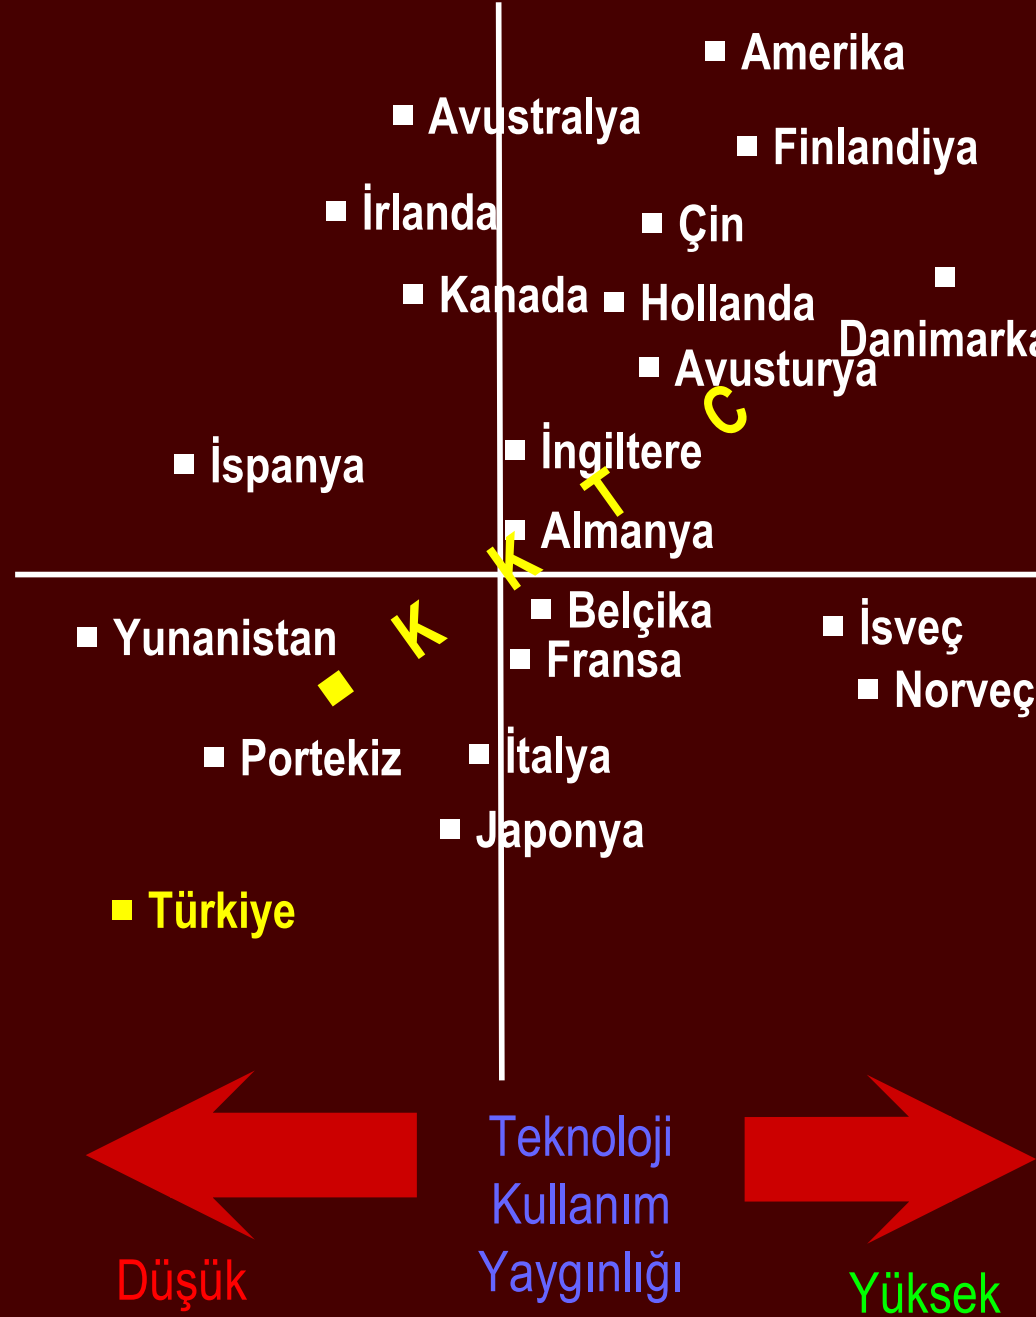 Amerika
Avustralya
Finlandiya
İrlanda
Çin
Kanada
Hollanda
Danimarka
Avusturya
İngiltere
İspanya
Almanya
K K T C
Belçika
Yunanistan
İsveç
Fransa
Norveç
Portekiz
İtalya
Japonya
Türkiye
Teknoloji
Kullanım
Yaygınlığı
Düşük
Yüksek